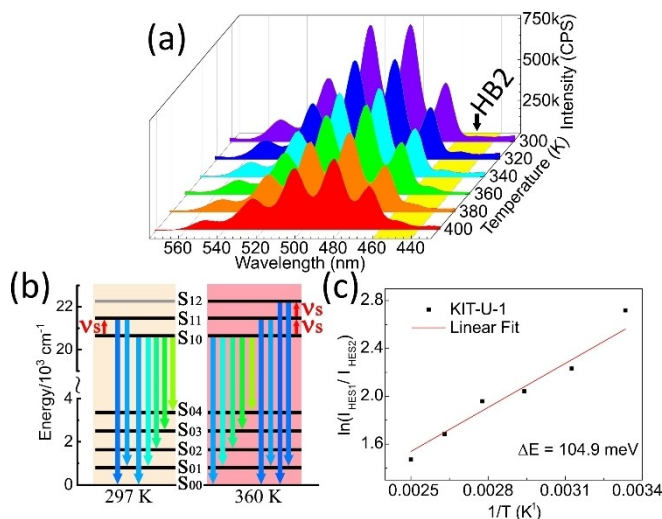 (a)
750k
500k
250k
0
Intensity (CPS)
HB2
300
320
340
360
380
400
Temperature (K)
560 540 520 500 480 460 440
Wavelength (nm)
(b)
Energy/10³ cm⁻¹
22
20
~
4
2
0
νs
S12
S11
S10
S04
S03
S02
S01
S00
νs
νs
297 K 360 K
(c)
ln(I_HES1 / I_HES2)
2.8
2.4
2.0
1.6
KIT-U-1
Linear Fit
ΔE = 104.9 meV
0.0025 0.0028 0.0031 0.0034
1/T (K¹)